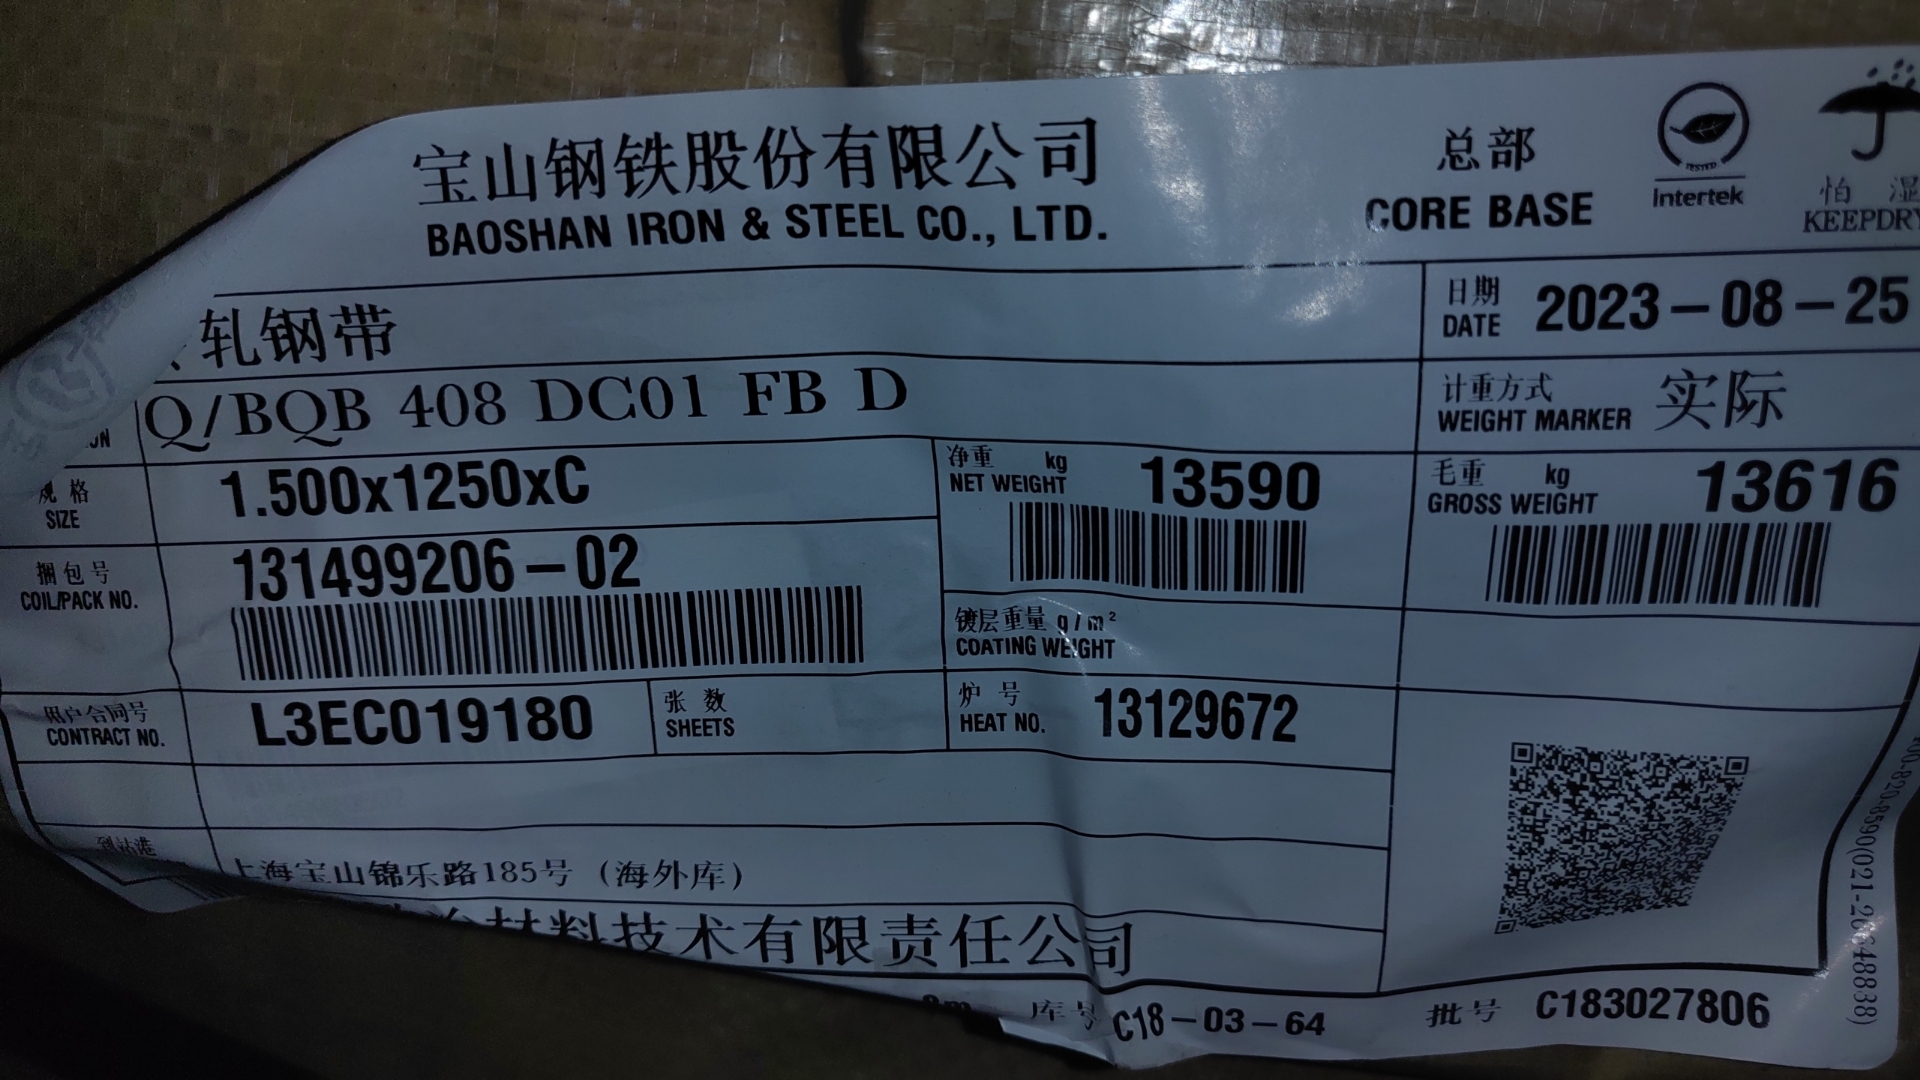 宝山钢铁股份有限公司
BAOSHAN IRON & STEEL CO., LTD.
总部
CORE BASE
TESTED
intertek
怕 湿
KEEPDRY
轧钢带
日期
DATE 2023-08-25
Q/BQB 408 DC01 FB D
计重方式
WEIGHT MARKER 实际
规格
SIZE
1.500x1250xC
净重 kg
NET WEIGHT 13590
毛重 kg
GROSS WEIGHT 13616
捆包号
COIL/PACK NO.
131499206-02
镀层重量 g/m²
COATING WEIGHT
用户合同号
CONTRACT NO.
L3EC019180
张数
SHEETS
炉号
HEAT NO. 13129672
到达港
上海宝山锦乐路185号 (海外库)
材料技术有限责任公司
库号 C18-03-64
批号 C183027806